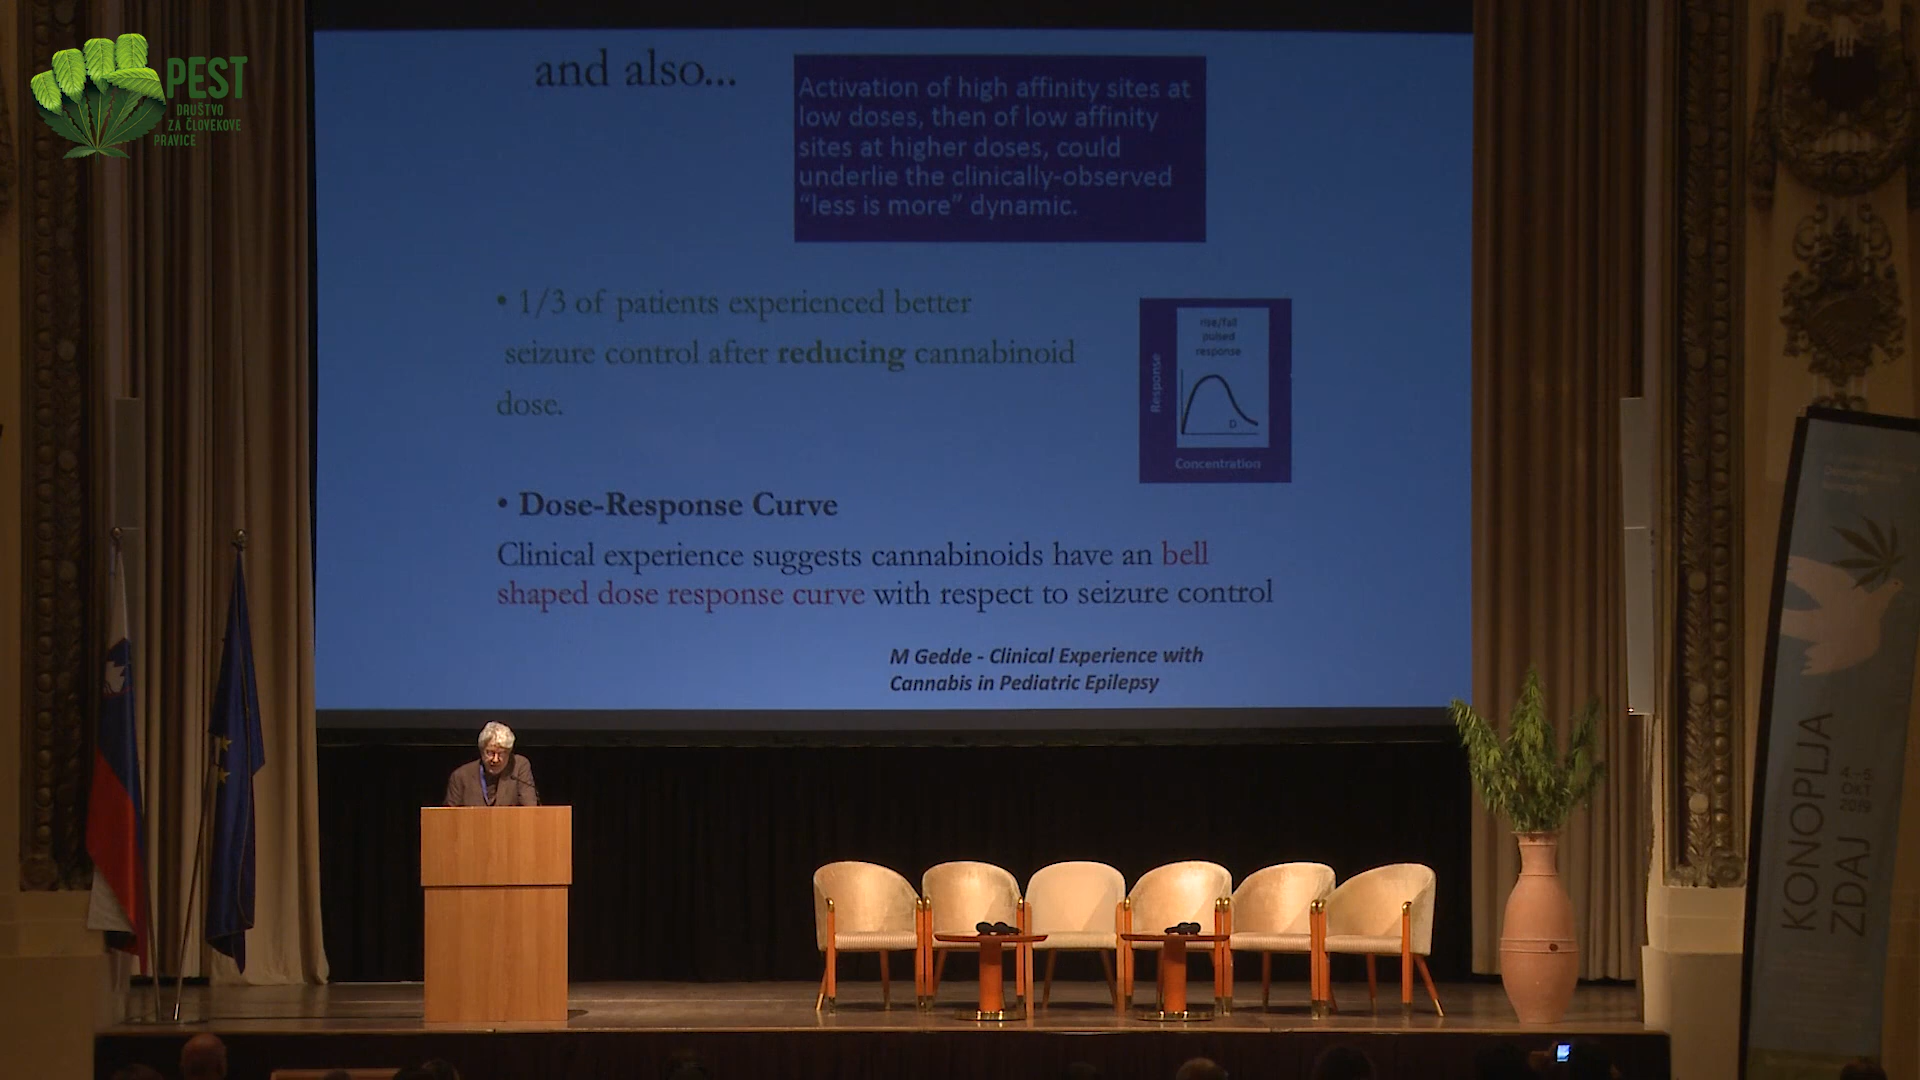 PEST
DRUŠTVO
ZA ČLOVEKOVE
PRAVICE
and also...
Activation of high affinity sites at
low doses, then of low affinity
sites at higher doses, could
underlie the clinically-observed
“less is more” dynamic.
• 1/3 of patients experienced better
seizure control after reducing cannabinoid
dose.
rise/fall
pulsed
response
Response
D
Concentration
• Dose-Response Curve
Clinical experience suggests cannabinoids have an bell
shaped dose response curve with respect to seizure control
M Gedde - Clinical Experience with
Cannabis in Pediatric Epilepsy
KONOPLJA
ZDAJ
4.-5.
OKT
2019